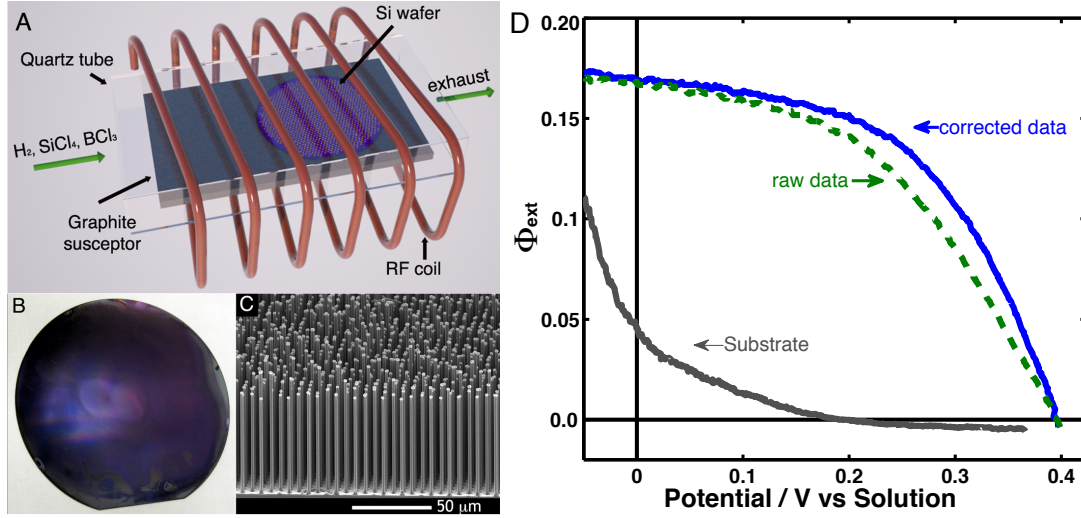 A
Si wafer
Quartz tube
exhaust
H₂, SiCl₄, BCl₃
Graphite
susceptor
RF coil
B
C
50 μm
D
0.20
0.15
0.10
0.05
0.0
Φext
corrected data
raw data
Substrate
0 0.1 0.2 0.3 0.4
Potential / V vs Solution